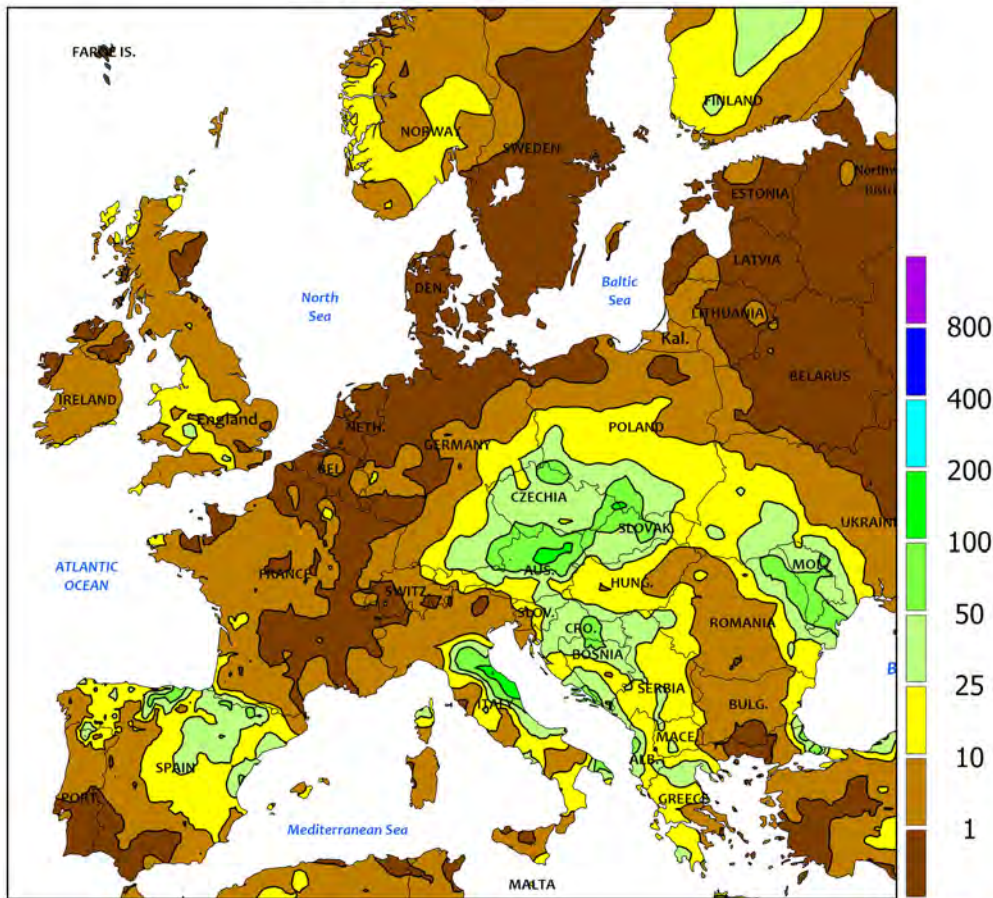 FAROE IS.
FINLAND
NORWAY
SWEDEN
ESTONIA
North
Sea
Baltic
Sea
LATVIA
DEN.
LITHUANIA
Kal.
BELARUS
IRELAND
England
NETH.
GERMANY
POLAND
BEL.
CZECHIA
SLOVAK.
UKRAIN
ATLANTIC
OCEAN
FRANCE
AUS.
MOL.
SWITZ.
HUNG.
SLOV.
ROMANIA
CRO.
BOSNIA
SERBIA
ITALY
BULG.
B
SPAIN
MACE.
ALB.
PORT.
GREECE
Mediterranean Sea
MALTA
800
400
200
100
50
25
10
1